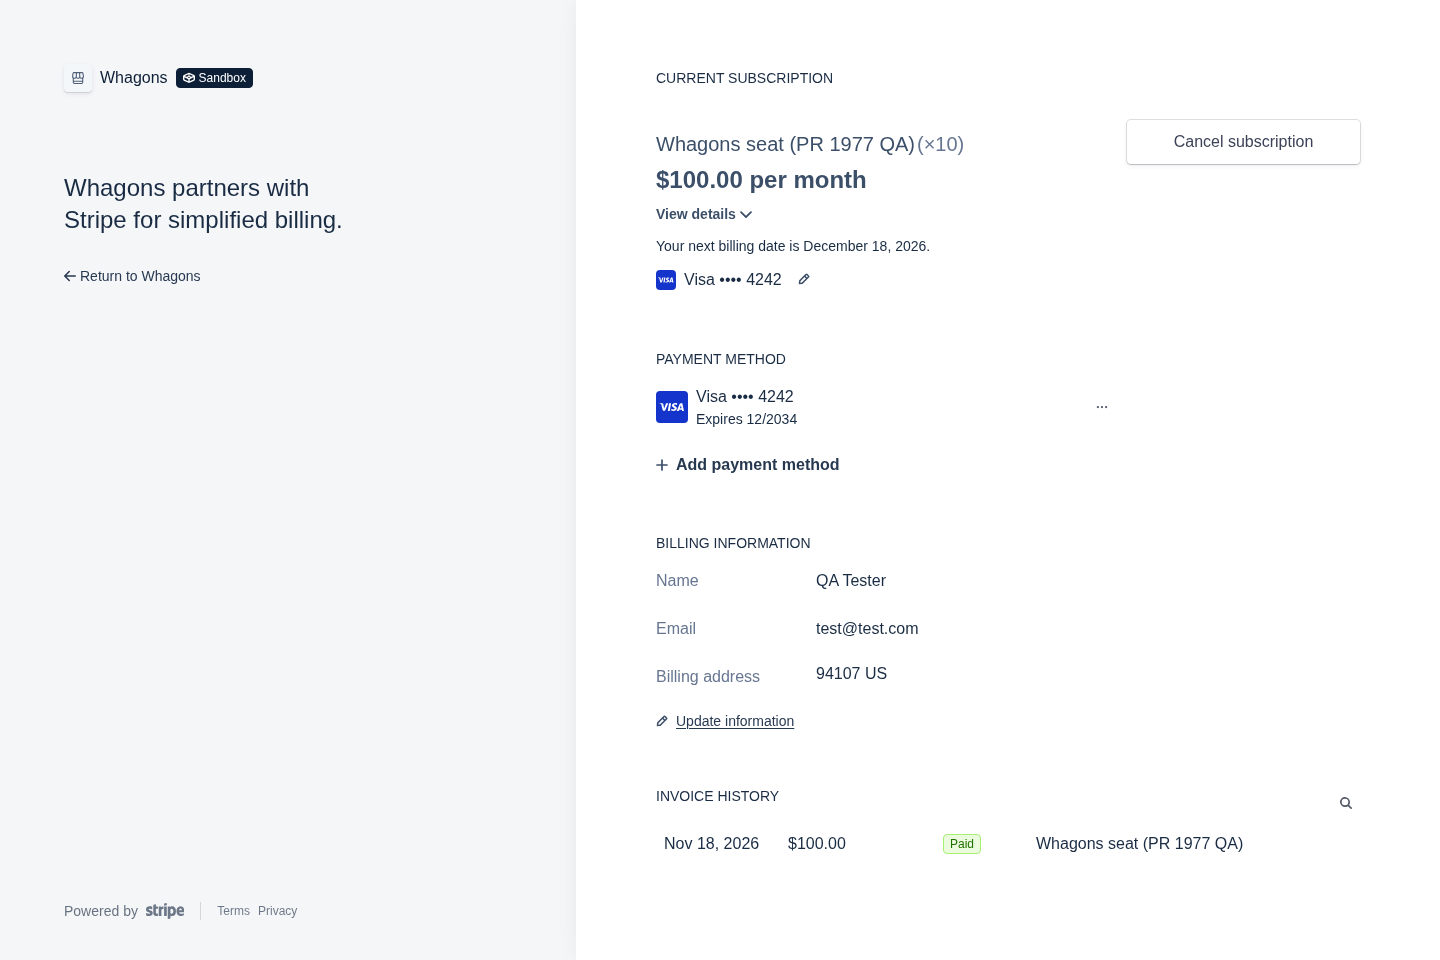 Whagons Sandbox
Whagons partners with
Stripe for simplified billing.
Return to Whagons
Powered by stripe Terms Privacy
CURRENT SUBSCRIPTION
Whagons seat (PR 1977 QA) (×10)
Cancel subscription
$100.00 per month
View details
Your next billing date is December 18, 2026.
VISA Visa •••• 4242
PAYMENT METHOD
VISA Visa •••• 4242
Expires 12/2034
...
Add payment method
BILLING INFORMATION
Name QA Tester
Email test@test.com
Billing address 94107 US
Update information
INVOICE HISTORY
Nov 18, 2026 $100.00 Paid Whagons seat (PR 1977 QA)